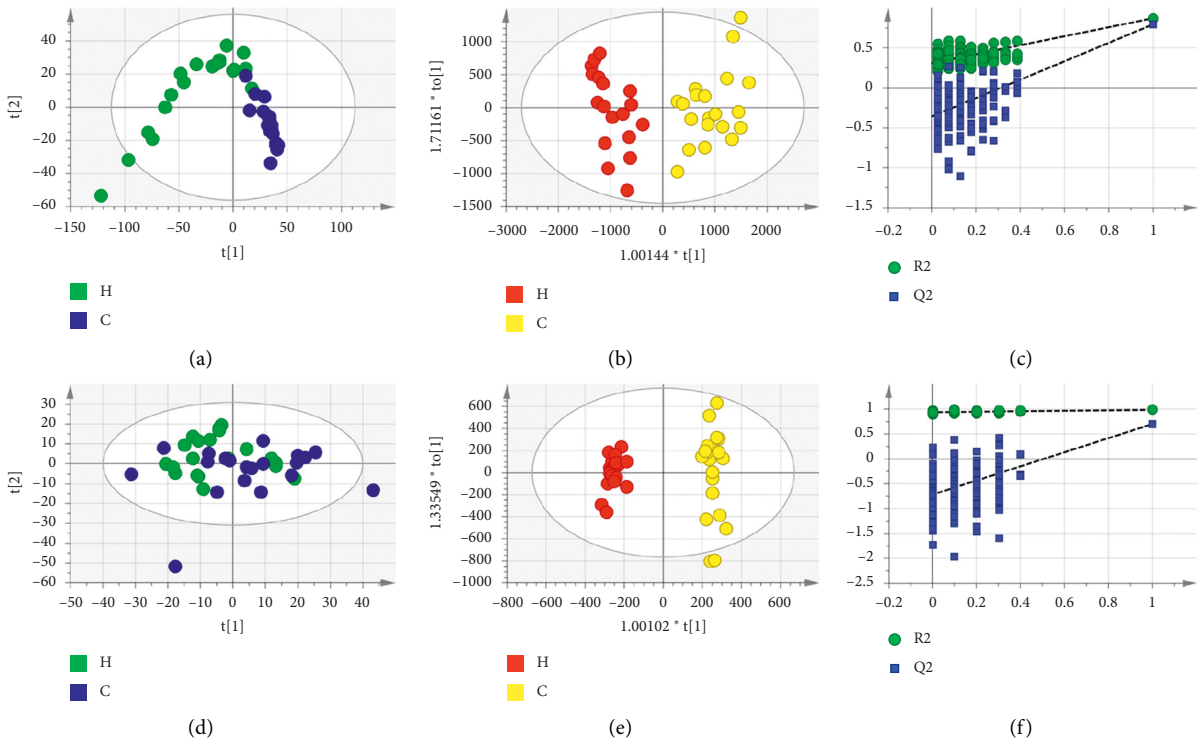 40
20
0
−20
−40
−60
t[2]
−150 −100 −50 0 50 100
t[1]
H
C
(a)
1000
500
0
−500
−1000
−1500
1.71161 * to[1]
−3000 −2000 −1000 0 1000 2000
1.00144 * t[1]
H
C
(b)
1
0.5
0
−0.5
−1
−1.5
−0.2 0 0.2 0.4 0.6 0.8 1
R2
Q2
(c)
30
20
10
0
−10
−20
−30
−40
−50
−60
t[2]
−50 −40 −30 −20 −10 0 10 20 30 40
t[1]
H
C
(d)
600
400
200
0
−200
−400
−600
−800
−1000
1.33549 * to[1]
−800 −600 −400 −200 0 200 400 600
1.00102 * t[1]
H
C
(e)
1
0.5
0
−0.5
−1
−1.5
−2
−2.5
−0.2 0 0.2 0.4 0.6 0.8 1
R2
Q2
(f)